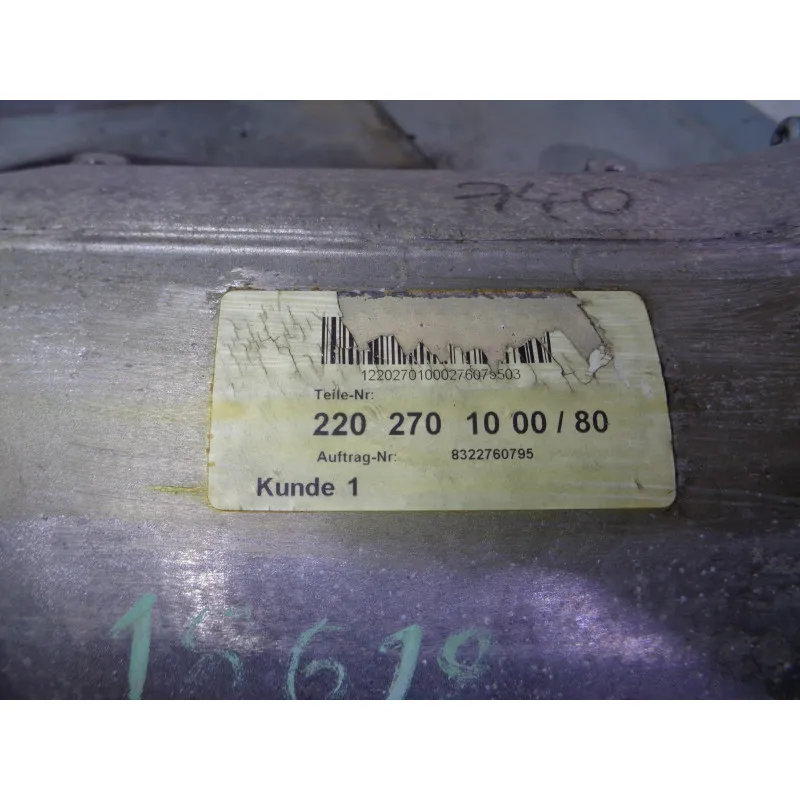 740
12202701000276079503
Teile-Nr:
220 270 10 00 / 80
Auftrag-Nr: 8322760795
Kunde 1